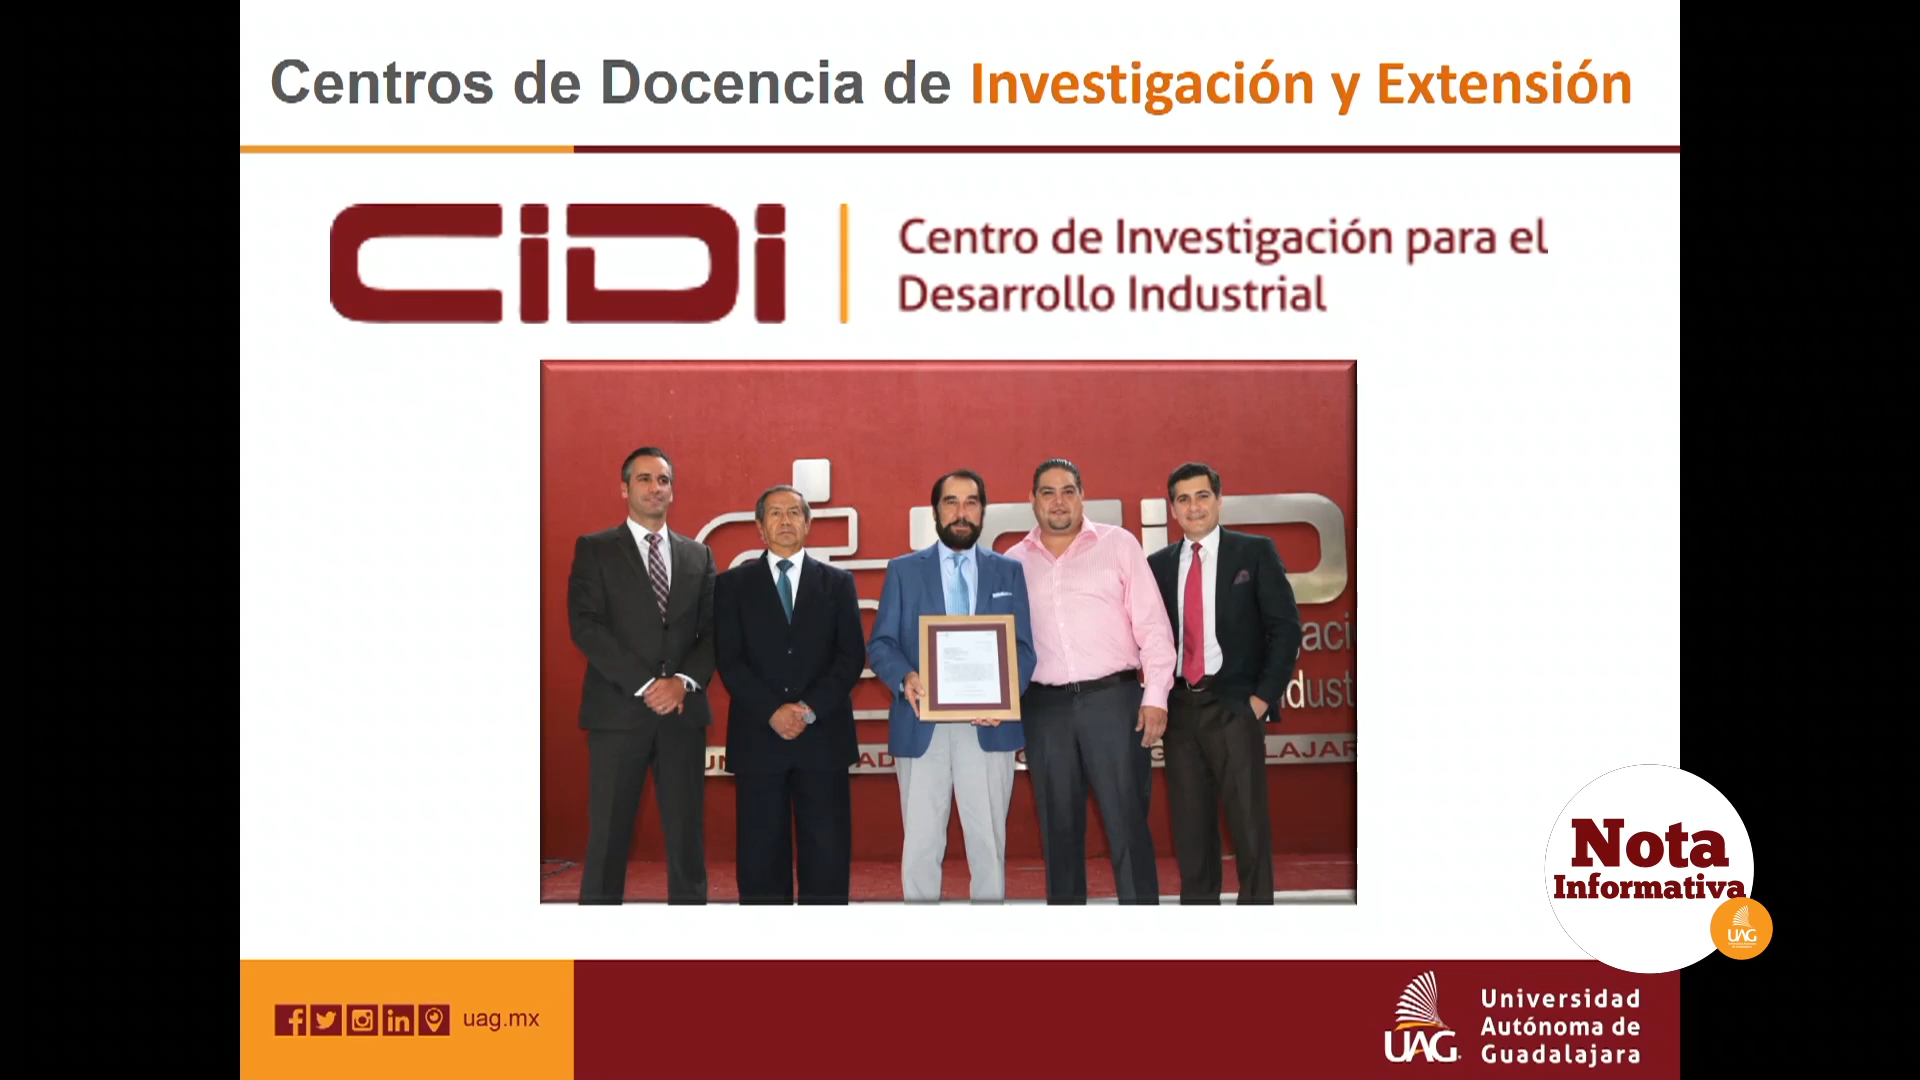 Centros de Docencia de Investigación y Extensión
CiDi
Centro de Investigación para el
Desarrollo Industrial
Nota
Informativa
UAG
uag.mx
UAG
Universidad
Autónoma de
Guadalajara